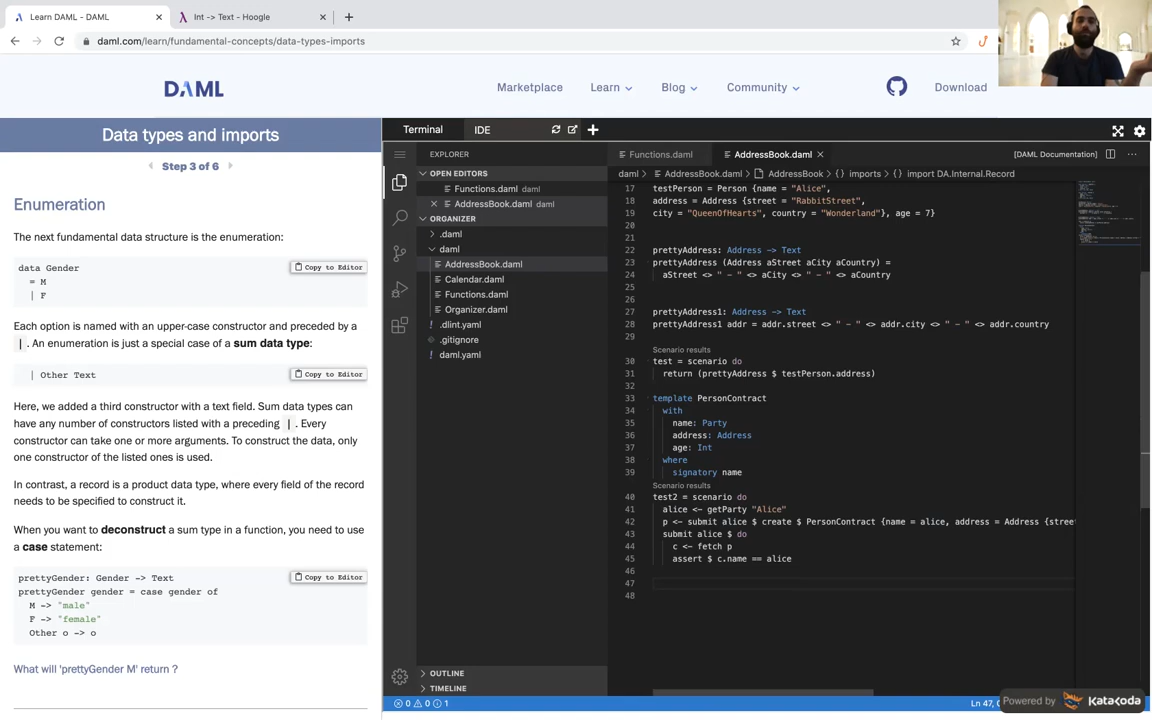 Learn DAML - DAML
Int -> Text - Hoogle
daml.com/learn/fundamental-concepts/data-types-imports
DAML
Marketplace
Learn
Blog
Community
Download
Data types and imports
Step 3 of 6
Enumeration
The next fundamental data structure is the enumeration:
data Gender
= M
| F
Copy to Editor
Each option is named with an upper-case constructor and preceded by a
| . An enumeration is just a special case of a sum data type:
| Other Text
Copy to Editor
Here, we added a third constructor with a text field. Sum data types can
have any number of constructors listed with a preceding | . Every
constructor can take one or more arguments. To construct the data, only
one constructor of the listed ones is used.
In contrast, a record is a product data type, where every field of the record
needs to be specified to construct it.
When you want to deconstruct a sum type in a function, you need to use
a case statement:
prettyGender: Gender -> Text
prettyGender gender = case gender of
M -> "male"
F -> "female"
Other o -> o
Copy to Editor
What will 'prettyGender M' return ?
Terminal
IDE
EXPLORER
OPEN EDITORS
Functions.daml daml
AddressBook.daml daml
ORGANIZER
.daml
daml
AddressBook.daml
Calendar.daml
Functions.daml
Organizer.daml
.dlint.yaml
.gitignore
daml.yaml
OUTLINE
TIMELINE
Functions.daml
AddressBook.daml
[DAML Documentation]
daml > AddressBook.daml > AddressBook > {} imports > {} import DA.Internal.Record
17 testPerson = Person {name = "Alice",
18 address = Address {street = "RabbitStreet",
19 city = "QueenOfHearts", country = "Wonderland"}, age = 7}
20
21
22 prettyAddress: Address -> Text
23 prettyAddress (Address aStreet aCity aCountry) =
24 aStreet <> " - " <> aCity <> " - " <> aCountry
25
26
27 prettyAddress1: Address -> Text
28 prettyAddress1 addr = addr.street <> " - " <> addr.city <> " - " <> addr.country
29
Scenario results
30 test = scenario do
31 return (prettyAddress $ testPerson.address)
32
33 template PersonContract
34 with
35 name: Party
36 address: Address
37 age: Int
38 where
39 signatory name
Scenario results
40 test2 = scenario do
41 alice <- getParty "Alice"
42 p <- submit alice $ create $ PersonContract {name = alice, address = Address {street
43 submit alice $ do
44 c <- fetch p
45 assert $ c.name == alice
46
47
48
0 0 1
Ln 47,
Powered by Katakoda